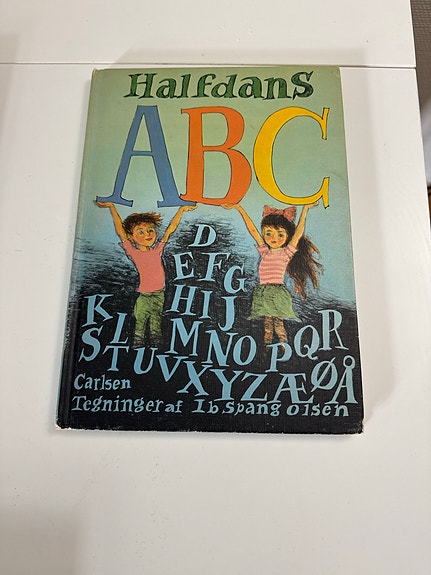 Halfdans
ABC
D
EFG
HIJ
KL MNO PQR
STUVXYZÆØÅ
Carlsen
Tegninger af Ib Spang Olsen